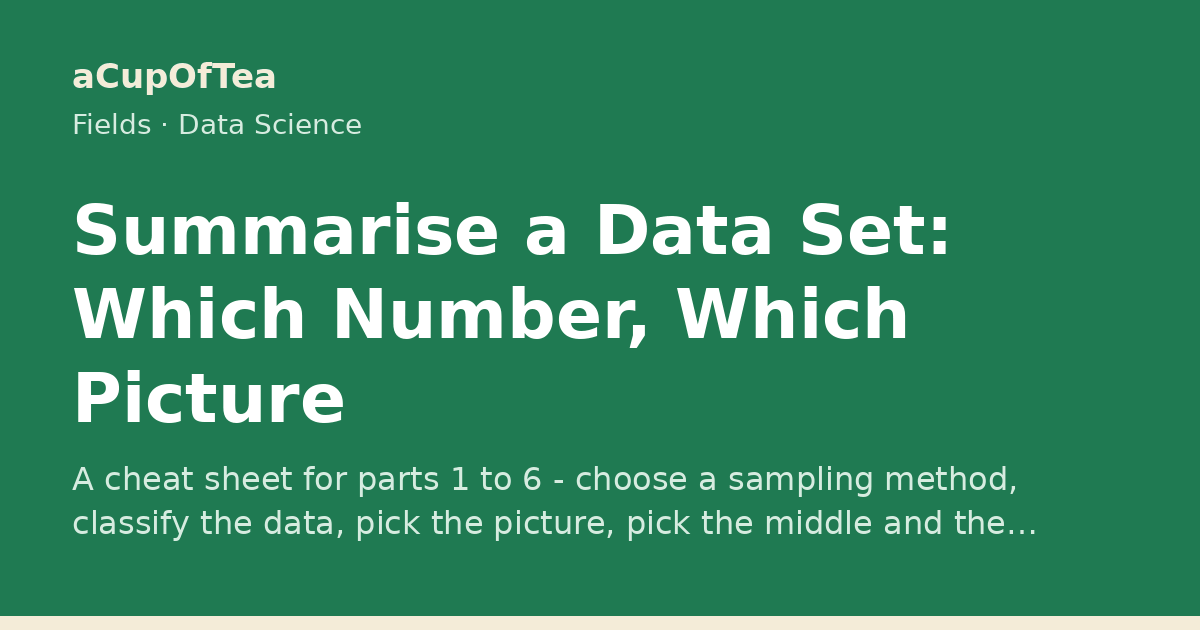 aCupOfTea
Fields · Data Science
Summarise a Data Set:
Which Number, Which
Picture
A cheat sheet for parts 1 to 6 - choose a sampling method,
classify the data, pick the picture, pick the middle and the…